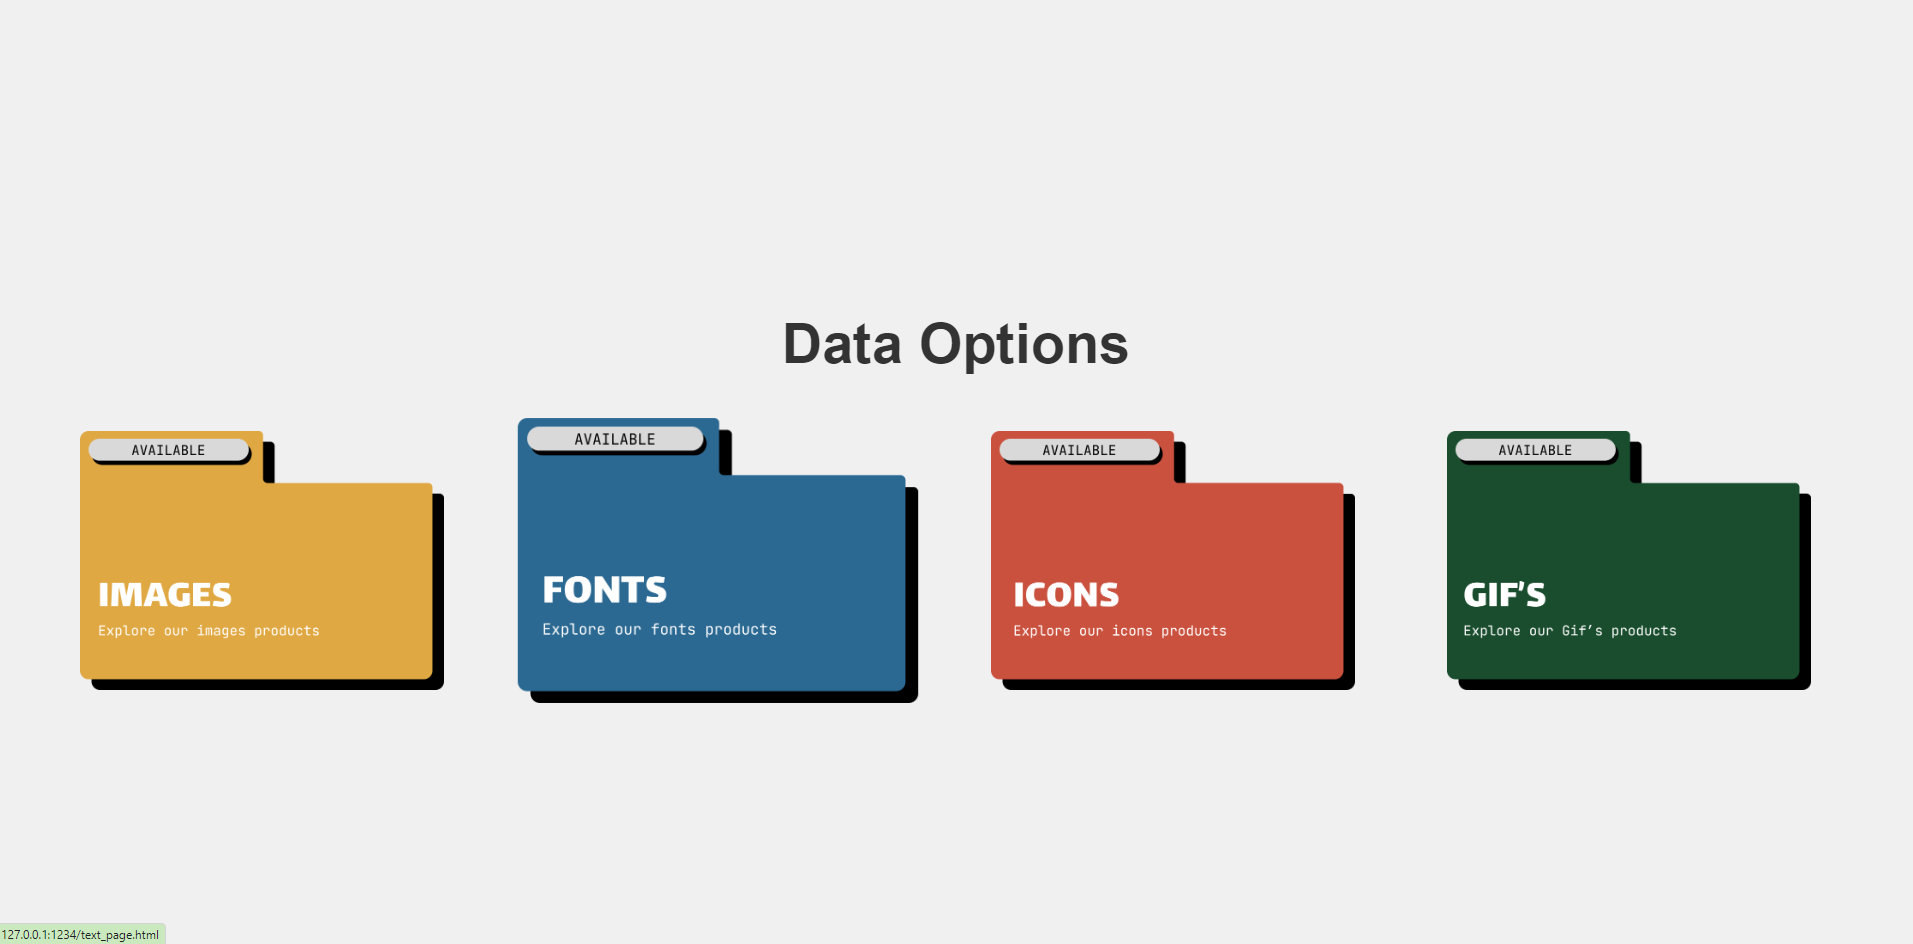 Data Options
AVAILABLE
IMAGES
Explore our images products
AVAILABLE
FONTS
Explore our fonts products
AVAILABLE
ICONS
Explore our icons products
AVAILABLE
GIF’S
Explore our Gif’s products
127.0.0.1:1234/text_page.html